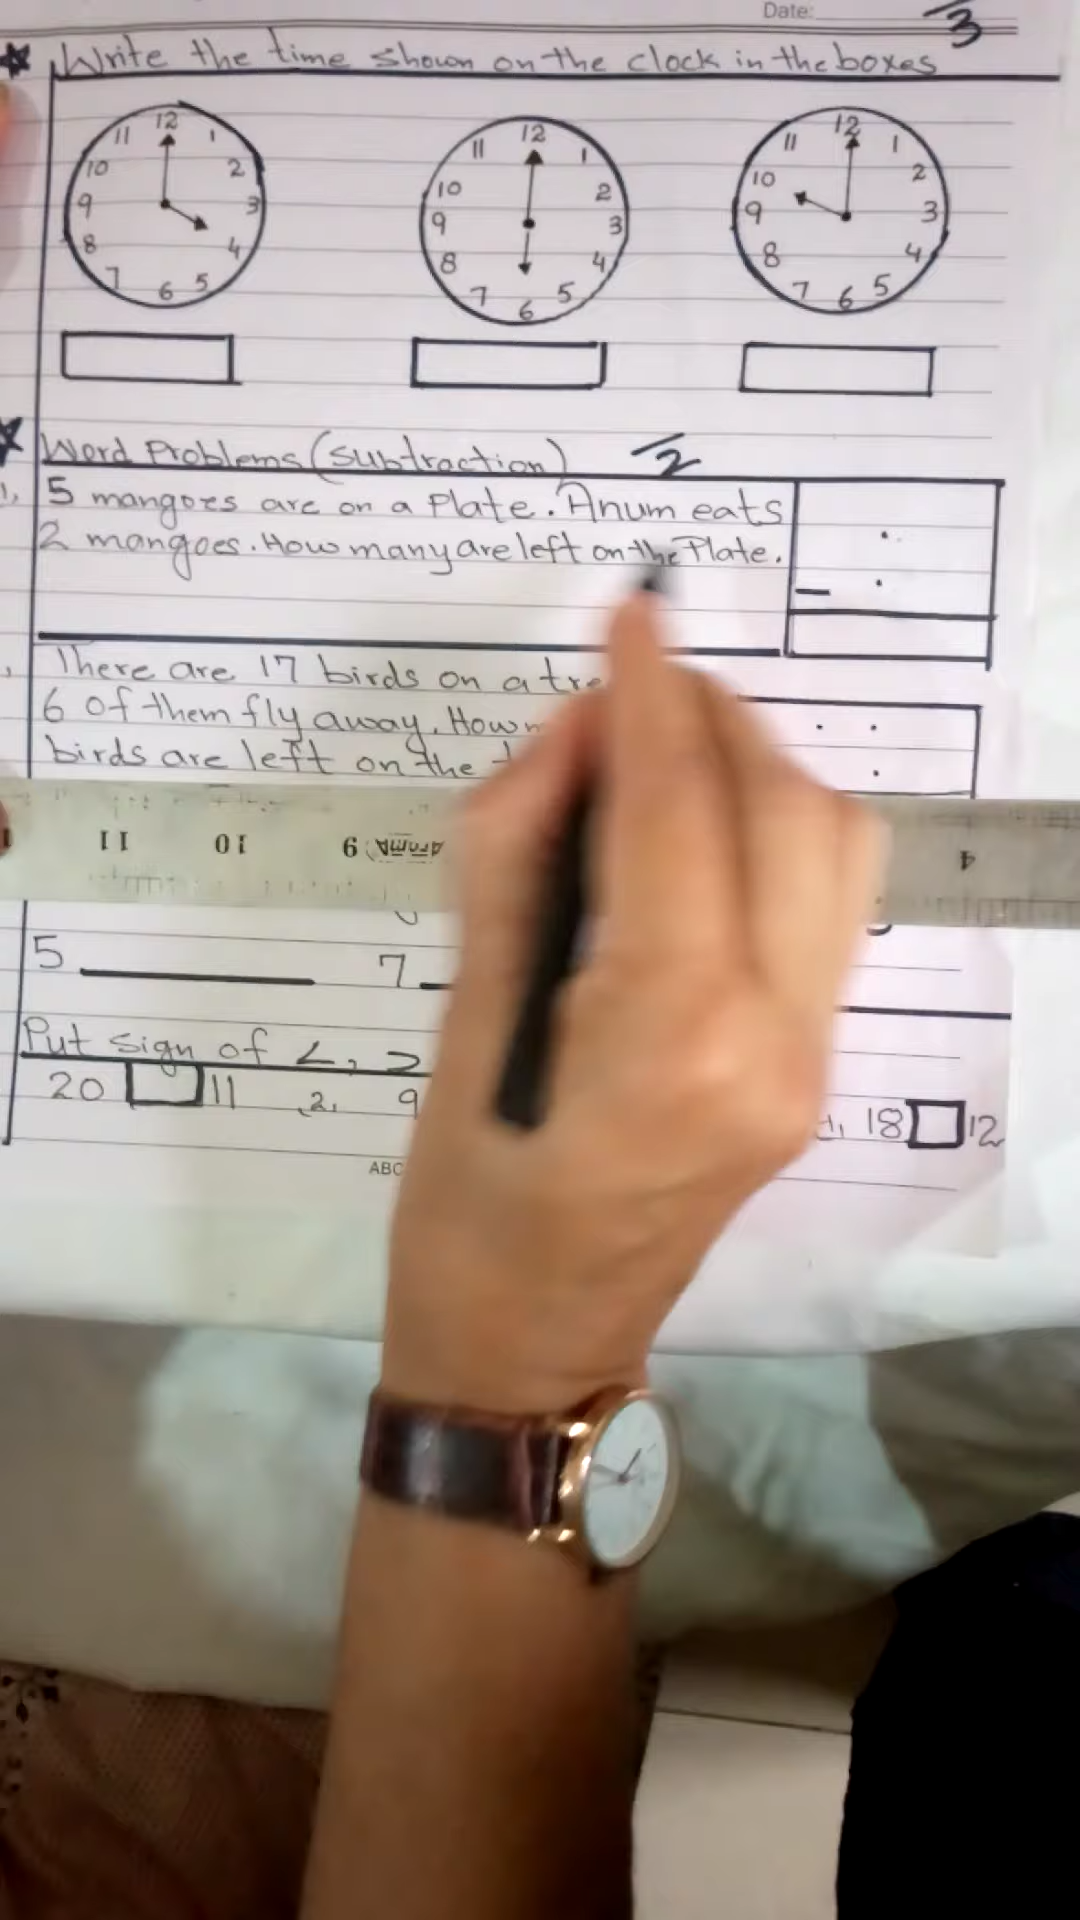 Date:
3
Write the time shown on the clock in the boxes
12 11 1 10 2 9 3 8 4 7 6 5
12 11 1 10 2 9 3 8 4 7 6 5
12 11 1 10 2 9 3 8 4 7 6 5
Word Problems (subtraction) 2
1, 5 mangoes are on a Plate. Anum eats
2 mangoes. How many are left on the Plate.
-
There are 17 birds on a
6 Of them fly away. How
birds are left on the
11 10 9 4
5 7
Put sign of <, >
20 11 2, 9 18 12
ABC